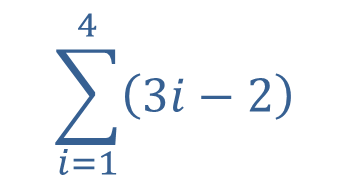 4
∑ (3i − 2)
i=1